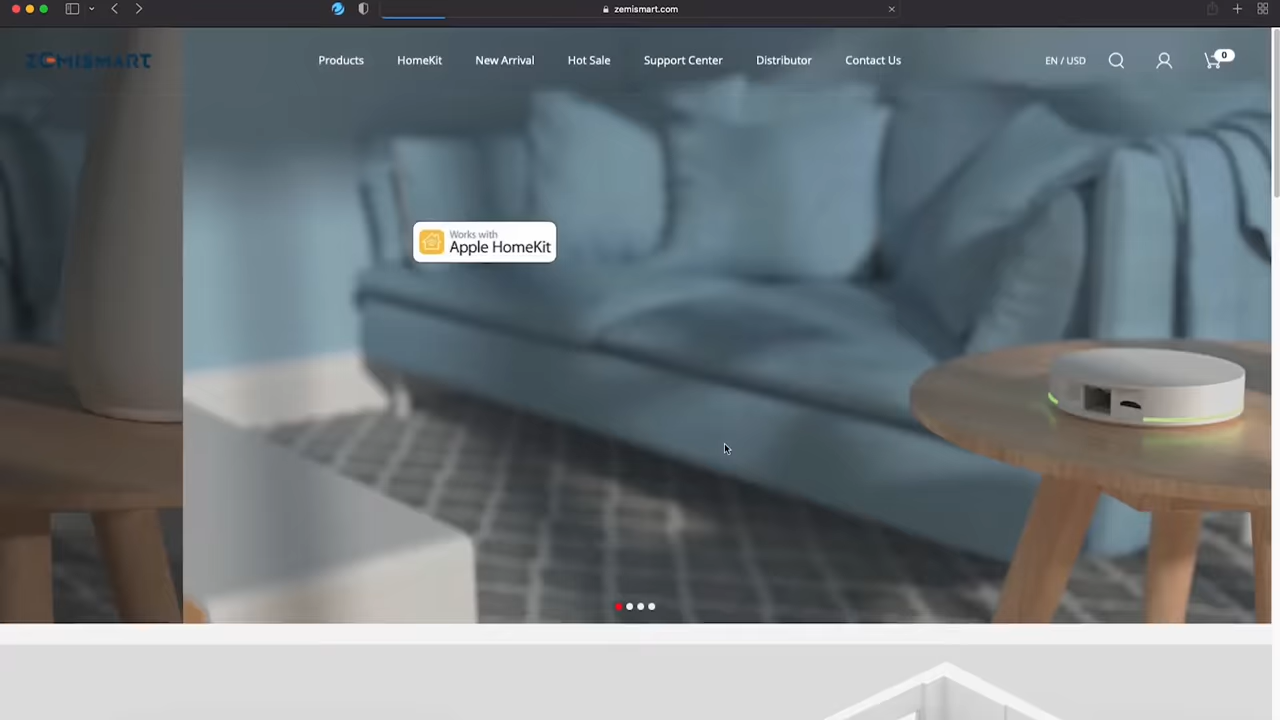 zemismart.com
ZEMISMART
Products
HomeKit
New Arrival
Hot Sale
Support Center
Distributor
Contact Us
EN / USD
0
Works with
Apple HomeKit